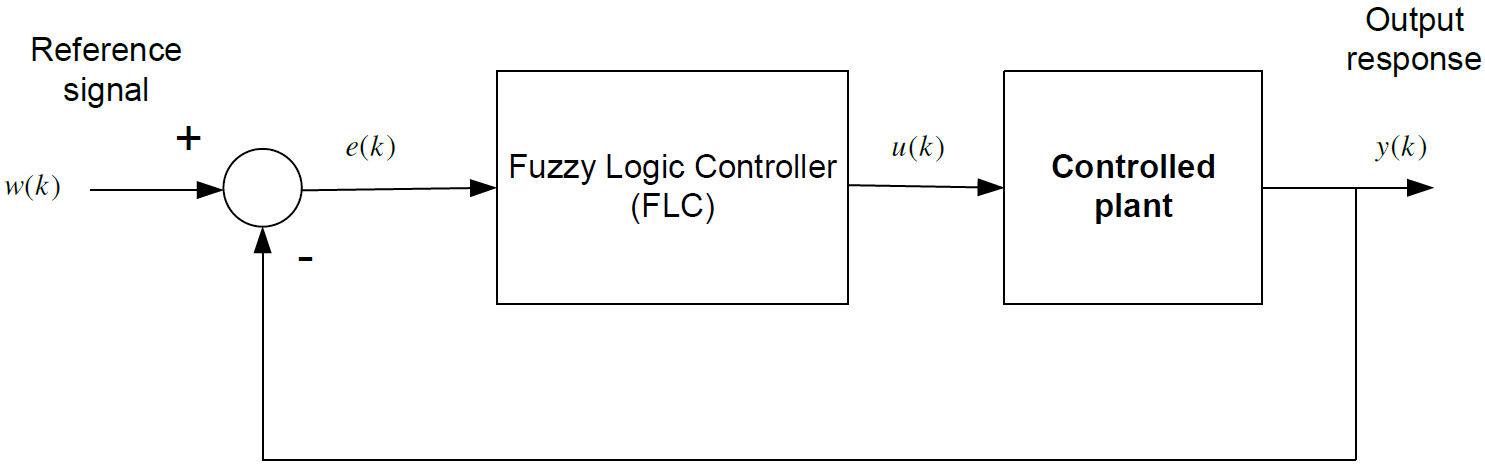 Reference
signal
Output
response
+
w(k)
e(k)
Fuzzy Logic Controller
(FLC)
u(k)
Controlled
plant
y(k)
-